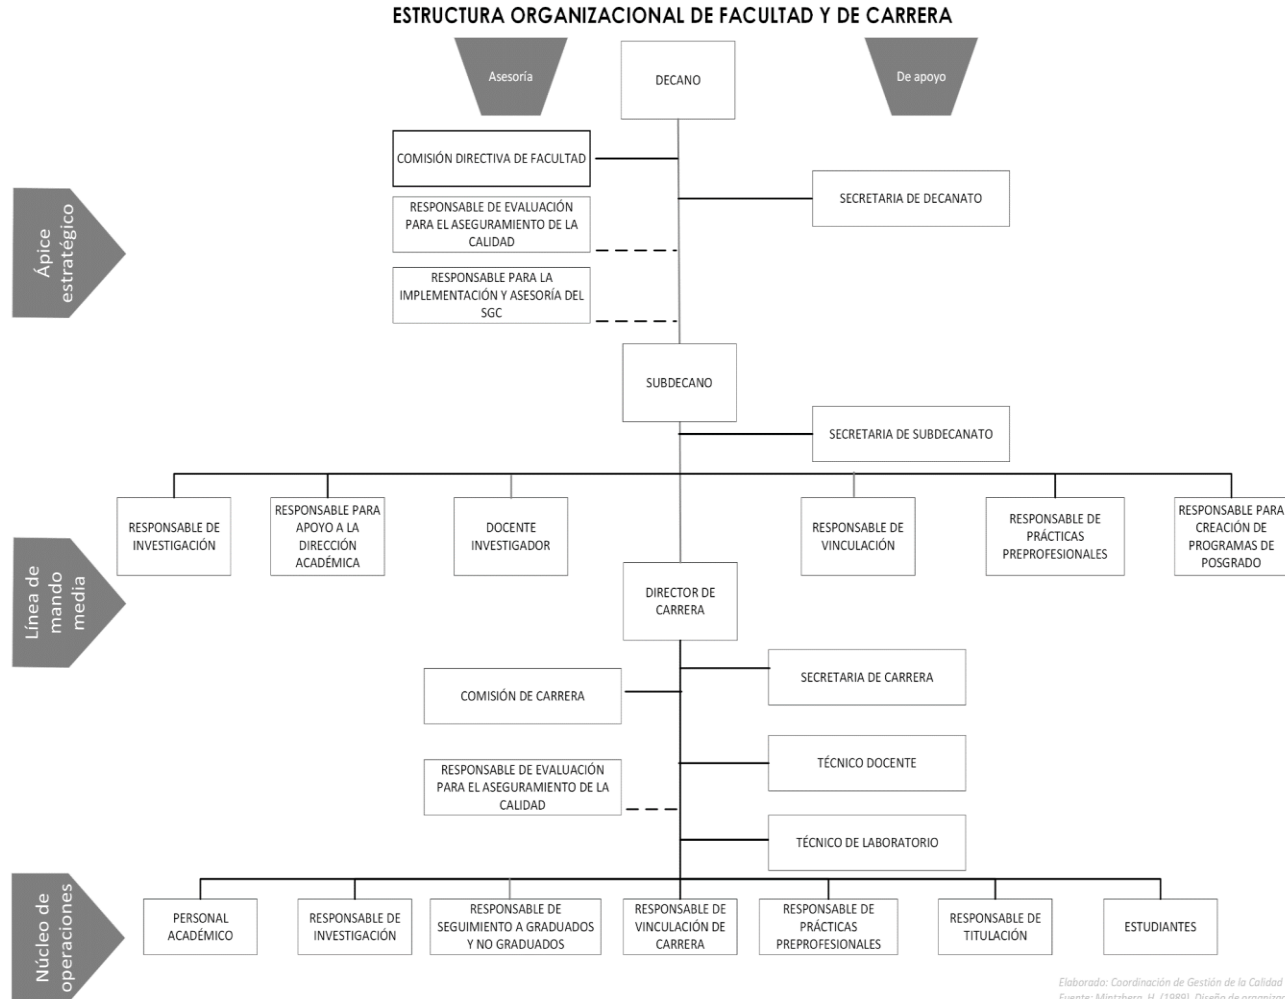 ESTRUCTURA ORGANIZACIONAL DE FACULTAD Y DE CARRERA
Asesoría
DECANO
De apoyo
COMISIÓN DIRECTIVA DE FACULTAD
SECRETARIA DE DECANATO
RESPONSABLE DE EVALUACIÓN
PARA EL ASEGURAMIENTO DE LA
CALIDAD
Ápice
estratégico
RESPONSABLE PARA LA
IMPLEMENTACIÓN Y ASESORÍA DEL
SGC
SUBDECANO
SECRETARIA DE SUBDECANATO
RESPONSABLE DE
INVESTIGACIÓN
RESPONSABLE PARA
APOYO A LA
DIRECCIÓN
ACADÉMICA
DOCENTE
INVESTIGADOR
RESPONSABLE DE
VINCULACIÓN
RESPONSABLE DE
PRÁCTICAS
PREPROFESIONALES
RESPONSABLE PARA
CREACIÓN DE
PROGRAMAS DE
POSGRADO
Línea de
mando
media
DIRECTOR DE
CARRERA
SECRETARIA DE CARRERA
COMISIÓN DE CARRERA
TÉCNICO DOCENTE
RESPONSABLE DE EVALUACIÓN
PARA EL ASEGURAMIENTO DE LA
CALIDAD
TÉCNICO DE LABORATORIO
Núcleo de
operaciones
PERSONAL
ACADÉMICO
RESPONSABLE DE
INVESTIGACIÓN
RESPONSABLE DE
SEGUIMIENTO A GRADUADOS
Y NO GRADUADOS
RESPONSABLE DE
VINCULACIÓN DE
CARRERA
RESPONSABLE DE
PRÁCTICAS
PREPROFESIONALES
RESPONSABLE DE
TITULACIÓN
ESTUDIANTES
Elaborado: Coordinación de Gestión de la Calidad
Fuente: Mintzberg, H. (1989). Diseño de